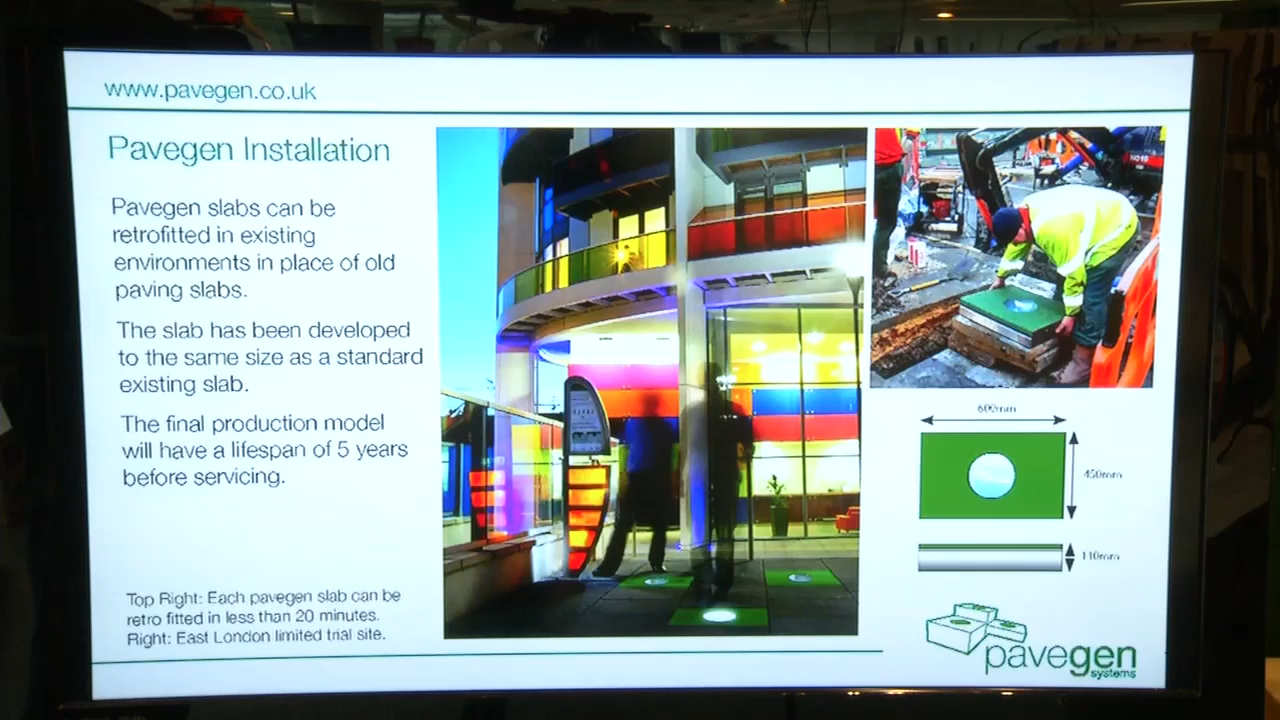 www.pavegen.co.uk
Pavegen Installation
Pavegen slabs can be
retrofitted in existing
environments in place of old
paving slabs.
The slab has been developed
to the same size as a standard
existing slab.
The final production model
will have a lifespan of 5 years
before servicing.
Top Right: Each pavegen slab can be
retro fitted in less than 20 minutes.
Right: East London limited trial site.
600mm
450mm
110mm
pavegen
systems